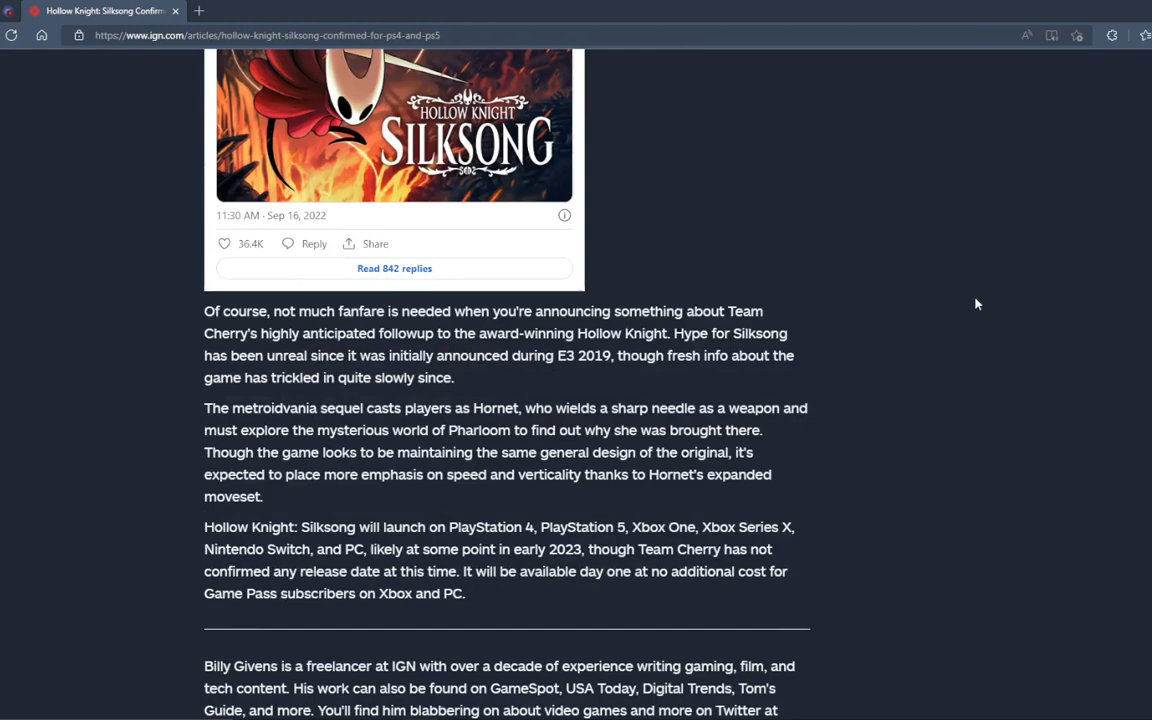 Hollow Knight: Silksong Confirm
https://www.ign.com/articles/hollow-knight-silksong-confirmed-for-ps4-and-ps5
HOLLOW KNIGHT
SILKSONG
11:30 AM · Sep 16, 2022
36.4K Reply Share
Read 842 replies
Of course, not much fanfare is needed when you're announcing something about Team
Cherry's highly anticipated followup to the award-winning Hollow Knight. Hype for Silksong
has been unreal since it was initially announced during E3 2019, though fresh info about the
game has trickled in quite slowly since.
The metroidvania sequel casts players as Hornet, who wields a sharp needle as a weapon and
must explore the mysterious world of Pharloom to find out why she was brought there.
Though the game looks to be maintaining the same general design of the original, it's
expected to place more emphasis on speed and verticality thanks to Hornet's expanded
moveset.
Hollow Knight: Silksong will launch on PlayStation 4, PlayStation 5, Xbox One, Xbox Series X,
Nintendo Switch, and PC, likely at some point in early 2023, though Team Cherry has not
confirmed any release date at this time. It will be available day one at no additional cost for
Game Pass subscribers on Xbox and PC.
Billy Givens is a freelancer at IGN with over a decade of experience writing gaming, film, and
tech content. His work can also be found on GameSpot, USA Today, Digital Trends, Tom's
Guide, and more. You'll find him blabbering on about video games and more on Twitter at